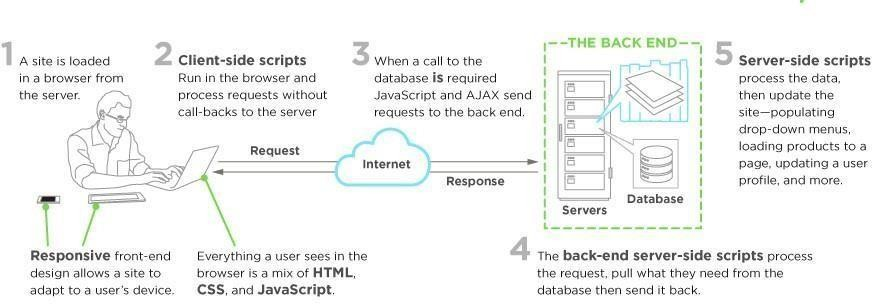 1
A site is loaded
in a browser from
the server.
2
Client-side scripts
Run in the browser and
process requests without
call-backs to the server
3
When a call to the
database is required
JavaScript and AJAX send
requests to the back end.
THE BACK END
5
Server-side scripts
process the data,
then update the
site—populating
drop-down menus,
loading products to a
page, updating a user
profile, and more.
Request
Internet
Response
Servers
Database
Responsive front-end
design allows a site to
adapt to a user's device.
Everything a user sees in the
browser is a mix of HTML,
CSS, and JavaScript.
4
The back-end server-side scripts process
the request, pull what they need from the
database then send it back.